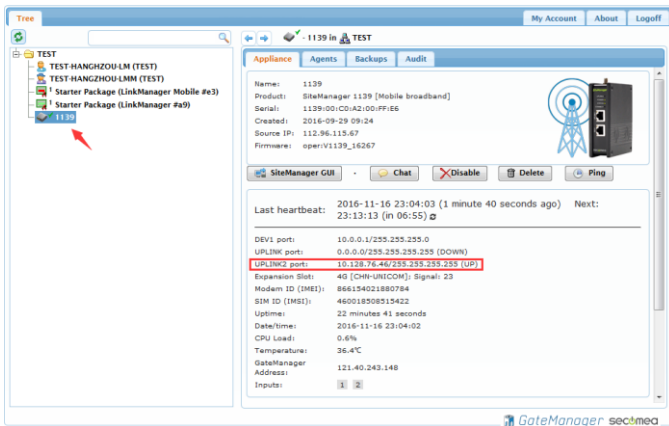 Tree
My Account About Logoff
- 1139 in TEST
TEST
TEST-HANGHZOU-LM (TEST)
TEST-HANGZHOU-LMM (TEST)
! Starter Package (LinkManager Mobile #e3)
! Starter Package (LinkManager #a9)
1139
Appliance Agents Backups Audit
Name: 1139
Product: SiteManager 1139 [Mobile broadband]
Serial: 1139:00:C0:A2:00:FF:E6
Created: 2016-09-29 09:24
Source IP: 112.96.115.67
Firmware: oper:V1139_16267
SiteManager GUI - Chat Disable Delete Ping
Last heartbeat: 2016-11-16 23:04:03 (1 minute 40 seconds ago) Next:
23:13:13 (in 06:55)
DEV1 port: 10.0.0.1/255.255.255.0
UPLINK port: 0.0.0.0/255.255.255.255 (DOWN)
UPLINK2 port: 10.128.76.46/255.255.255.255 (UP)
Expansion Slot: 4G [CHN-UNICOM]; Signal: 23
Modem ID (IMEI): 866154021880784
SIM ID (IMSI): 460018508515422
Uptime: 22 minutes 41 seconds
Date/time: 2016-11-16 23:04:02
CPU Load: 0.6%
Temperature: 36.4℃
GateManager
Address: 121.40.243.148
Inputs: 1 2
GateManager secomea